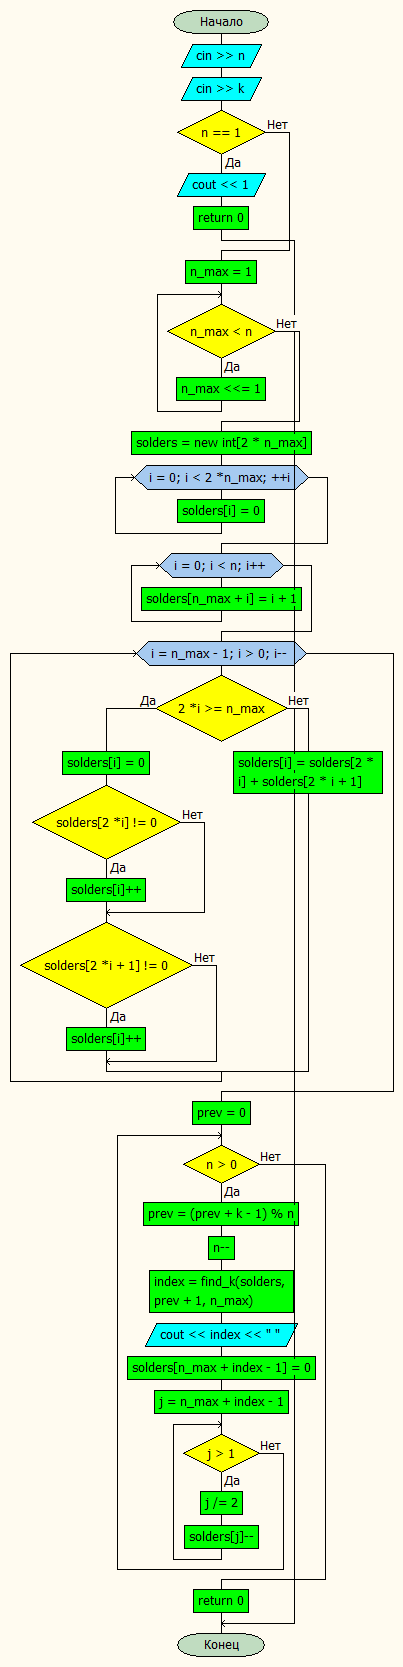 Начало
cin >> n
cin >> k
n == 1
Нет
Да
cout << 1
return 0
n_max = 1
n_max < n
Нет
Да
n_max <<= 1
solders = new int[2 * n_max]
i = 0; i < 2 *n_max; ++i
solders[i] = 0
i = 0; i < n; i++
solders[n_max + i] = i + 1
i = n_max - 1; i > 0; i--
Да
2 *i >= n_max
Нет
solders[i] = 0
solders[i] = solders[2 *
i] + solders[2 * i + 1]
solders[2 *i] != 0
Нет
Да
solders[i]++
solders[2 *i + 1] != 0
Нет
Да
solders[i]++
prev = 0
n > 0
Нет
Да
prev = (prev + k - 1) % n
n--
index = find_k(solders,
prev + 1, n_max)
cout << index << " "
solders[n_max + index - 1] = 0
j = n_max + index - 1
j > 1
Нет
Да
j /= 2
solders[j]--
return 0
Конец